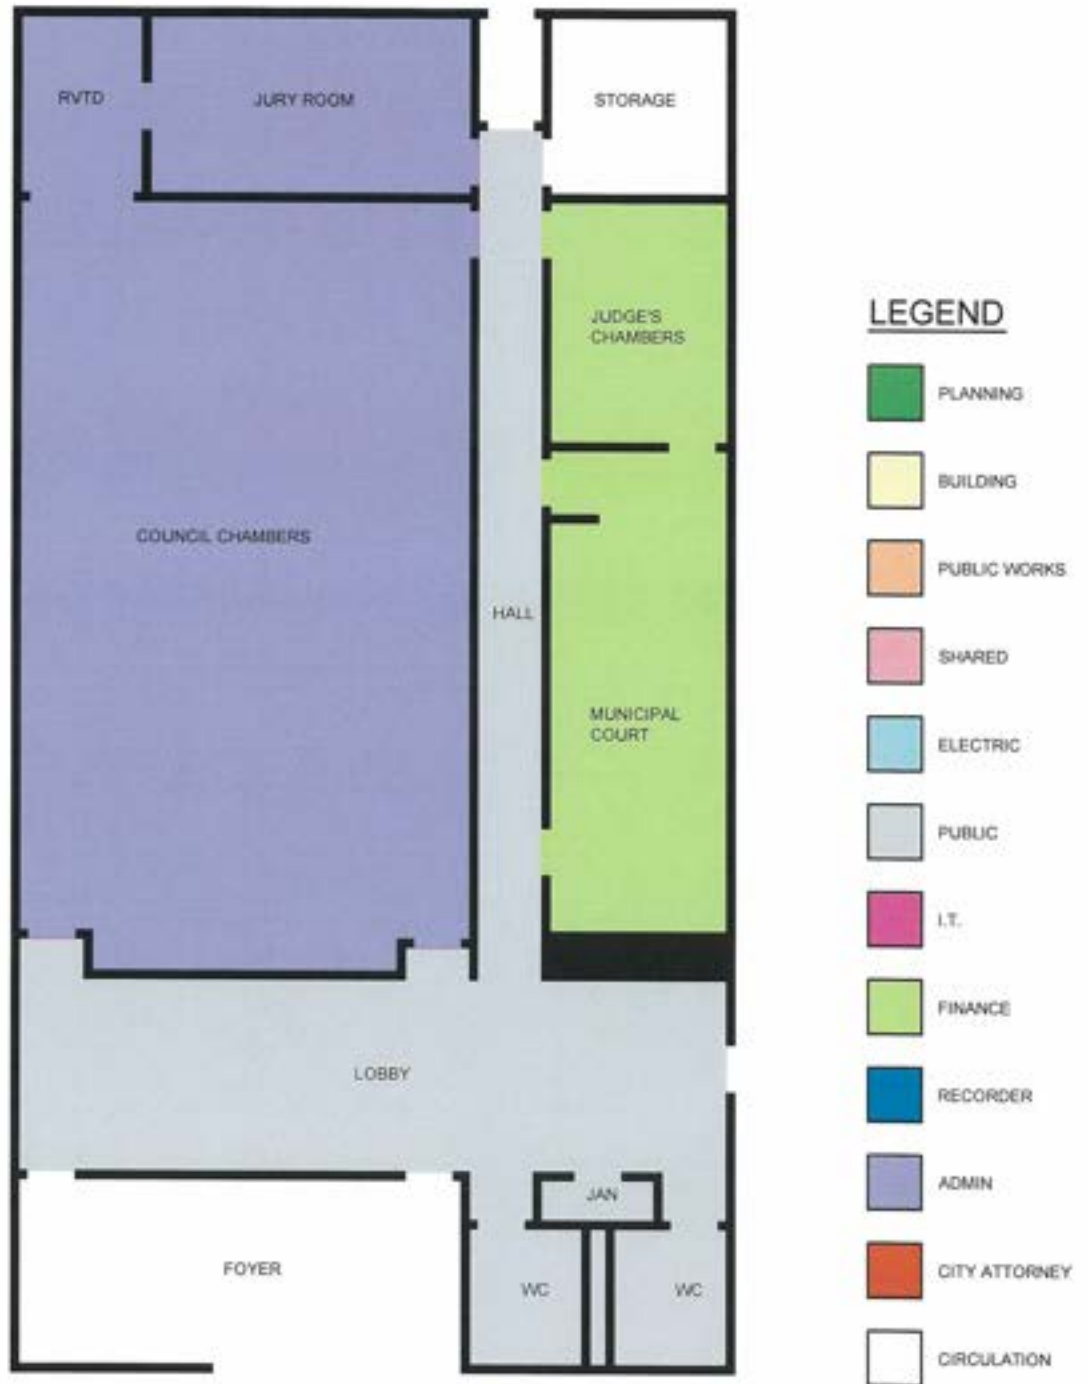 RVTD
JURY ROOM
STORAGE
JUDGE'S
CHAMBERS
COUNCIL CHAMBERS
HALL
MUNICIPAL
COURT
LOBBY
JAN
FOYER
WC
WC
LEGEND
PLANNING
BUILDING
PUBLIC WORKS
SHARED
ELECTRIC
PUBLIC
I.T.
FINANCE
RECORDER
ADMIN
CITY ATTORNEY
CIRCULATION